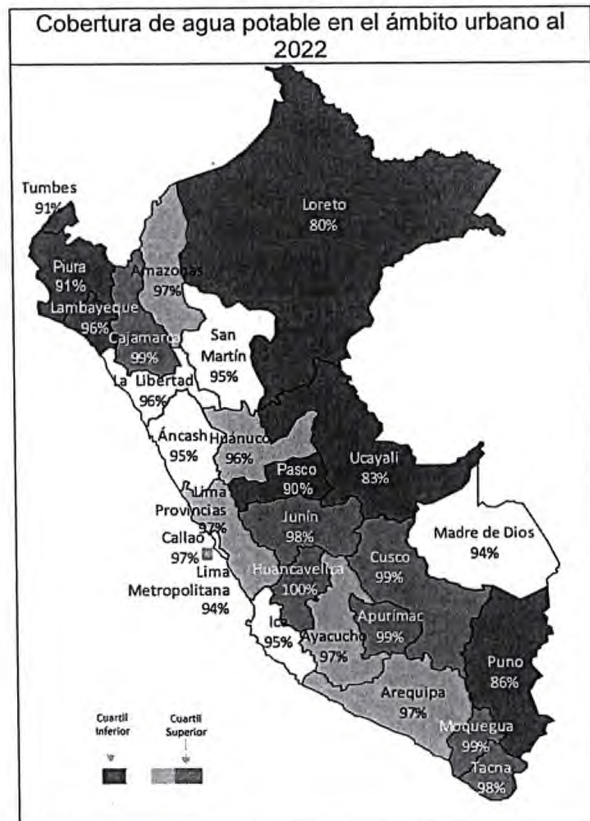 Cobertura de agua potable en el ámbito urbano al
2022
Tumbes
91%
Loreto
80%
Piura
91%
Amazonas
97%
Lambayeque
96%
Cajamarca
99%
San
Martín
95%
La Libertad
96%
Áncash
95%
Huánuco
96%
Ucayali
83%
Pasco
90%
Lima
Provincias
97%
Junín
98%
Madre de Dios
94%
Callao
97%
Cusco
99%
Lima
Metropolitana
94%
Huancavelica
100%
Ica
95%
Ayacucho
97%
Apurimac
99%
Puno
86%
Arequipa
97%
Moquegua
99%
Tacna
98%
Cuartil
Inferior
Cuartil
Superior